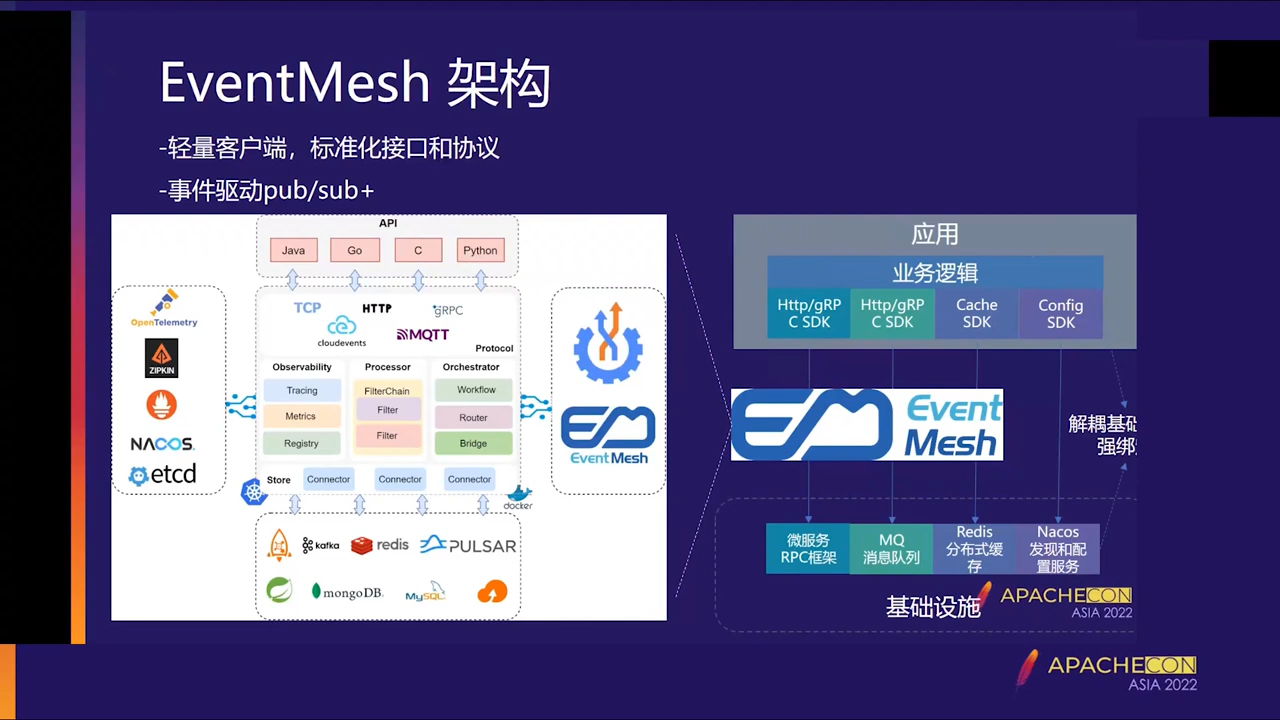 EventMesh 架构
-轻量客户端，标准化接口和协议
-事件驱动pub/sub+
API
Java
Go
C
Python
OpenTelemetry
ZIPKIN
NACOS.
etcd
TCP
HTTP
gRPC
cloudevents
MQTT
Protocol
Observability
Tracing
Metrics
Registry
Processor
FilterChain
Filter
Filter
Orchestrator
Workflow
Router
Bridge
Store
Connector
Connector
Connector
docker
Event Mesh
kafka
redis
PULSAR
mongoDB
MySQL
应用
业务逻辑
Http/gRP
C SDK
Http/gRP
C SDK
Cache
SDK
Config
SDK
Event
Mesh
解耦基础
强绑
微服务
RPC框架
MQ
消息队列
Redis
分布式缓
存
Nacos
发现和配
置服务
基础设施
APACHECON
ASIA 2022
APACHECON
ASIA 2022